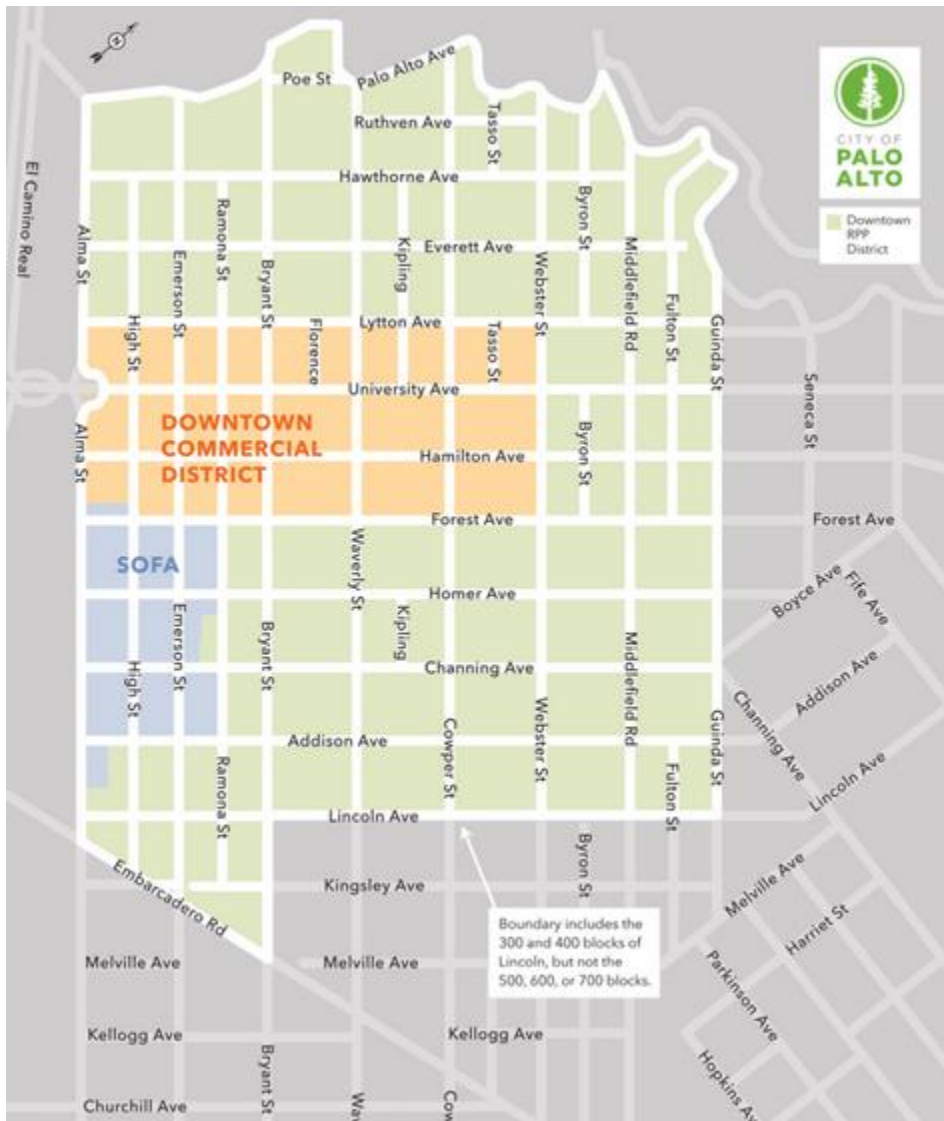 N
Poe St
Palo Alto Ave
Ruthven Ave
Tasso St
CITY OF
PALO
ALTO
Downtown
RPP
District
El Camino Real
Hawthorne Ave
Alma St
Emerson St
Ramona St
Bryant St
Kipling
Everett Ave
Webster St
Byron St
Middlefield Rd
Fulton St
Guinda St
High St
Florence
Lytton Ave
Tasso St
University Ave
Seneca St
Alma St
DOWNTOWN
COMMERCIAL
DISTRICT
Hamilton Ave
Byron St
Forest Ave
Forest Ave
SOFA
Waverly St
Homer Ave
Boyce Ave
Fife Ave
Emerson St
Bryant St
Kipling
Middlefield Rd
High St
Channing Ave
Addison Ave
Channing Ave
Webster St
Guinda St
Addison Ave
Cowper St
Ramona St
Fulton St
Lincoln Ave
Lincoln Ave
Embarcadero Rd
Kingsley Ave
Byron St
Melville Ave
Harriet St
Boundary includes the
300 and 400 blocks of
Lincoln, but not the
500, 600, or 700 blocks.
Melville Ave
Melville Ave
Parkinson Ave
Kellogg Ave
Kellogg Ave
Bryant St
Hopkins Av
Churchill Ave
Wav
Cow